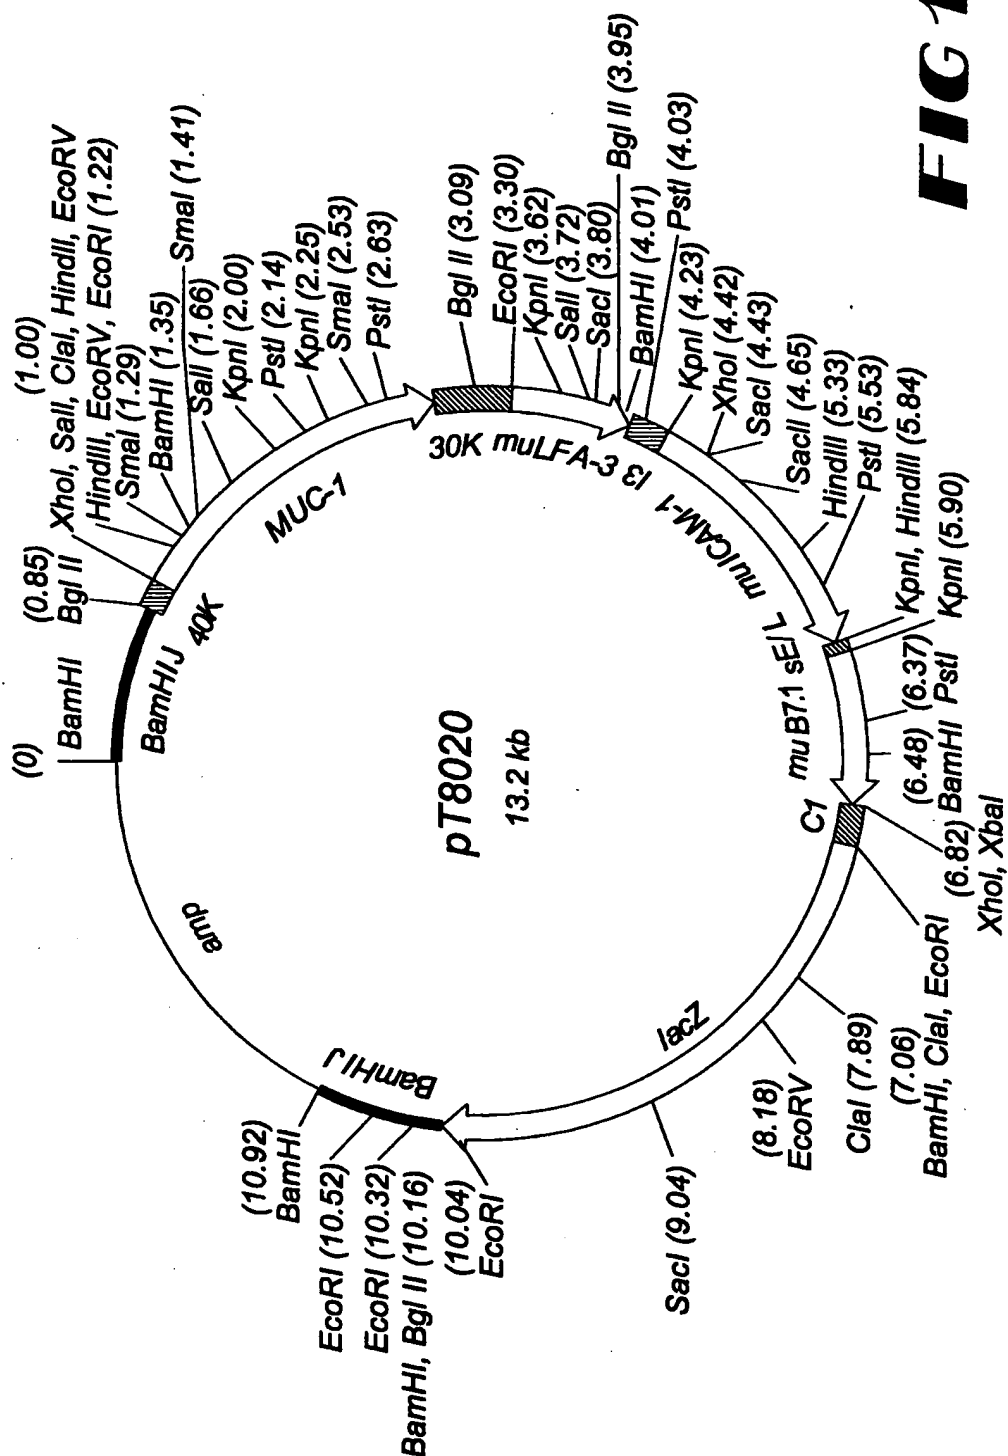 (0)
BamHI
(0.85)
Bgl II
(1.00)
XhoI, SalI, ClaI, HindII, EcoRV
HindIII, EcoRV, EcoRI (1.22)
SmaI (1.29)
BamHI (1.35)
SmaI (1.41)
SalI (1.66)
KpnI (2.00)
PstI (2.14)
KpnI (2.25)
SmaI (2.53)
PstI (2.63)
Bgl II (3.09)
EcoRI (3.30)
KpnI (3.62)
SalI (3.72)
SacI (3.80)
Bgl II (3.95)
BamHI (4.01)
PstI (4.03)
KpnI (4.23)
XhoI (4.42)
SacI (4.43)
SacII (4.65)
HindIII (5.33)
PstI (5.53)
KpnI, HindIII (5.84)
KpnI (5.90)
(6.37)
PstI
(6.48)
BamHI
(6.82)
XhoI, XbaI
(7.06)
BamHI, ClaI, EcoRI
ClaI (7.89)
(8.18)
EcoRV
SacI (9.04)
(10.04)
EcoRI
BamHI, Bgl II (10.16)
EcoRI (10.32)
EcoRI (10.52)
(10.92)
BamHI
BamHI J
40K
MUC-1
30K
muLFA-3
I3
muICAM-1
sE/L
muB7.1
C1
lacZ
BamHI J
amp
pT8020
13.2 kb
FIG 1